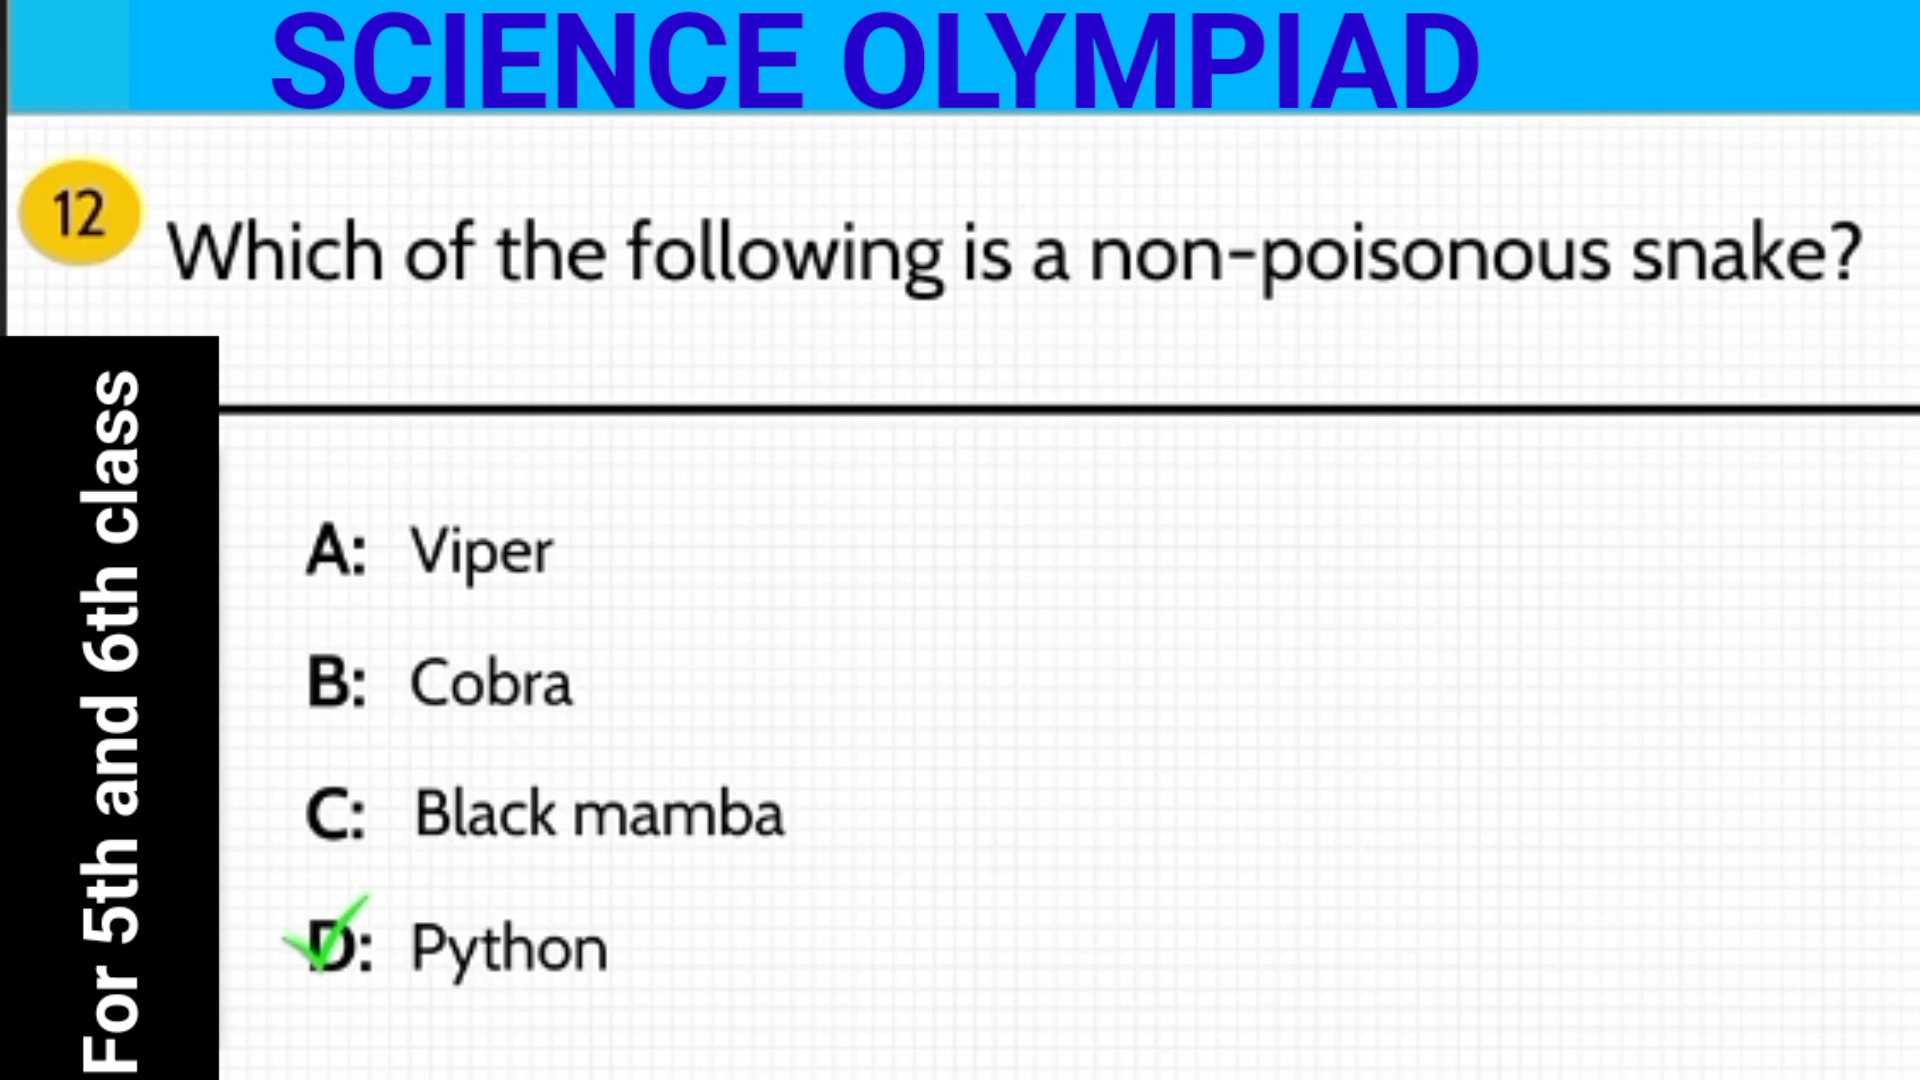 SCIENCE OLYMPIAD
12
Which of the following is a non-poisonous snake?
For 5th and 6th class
A: Viper
B: Cobra
C: Black mamba
D: Python